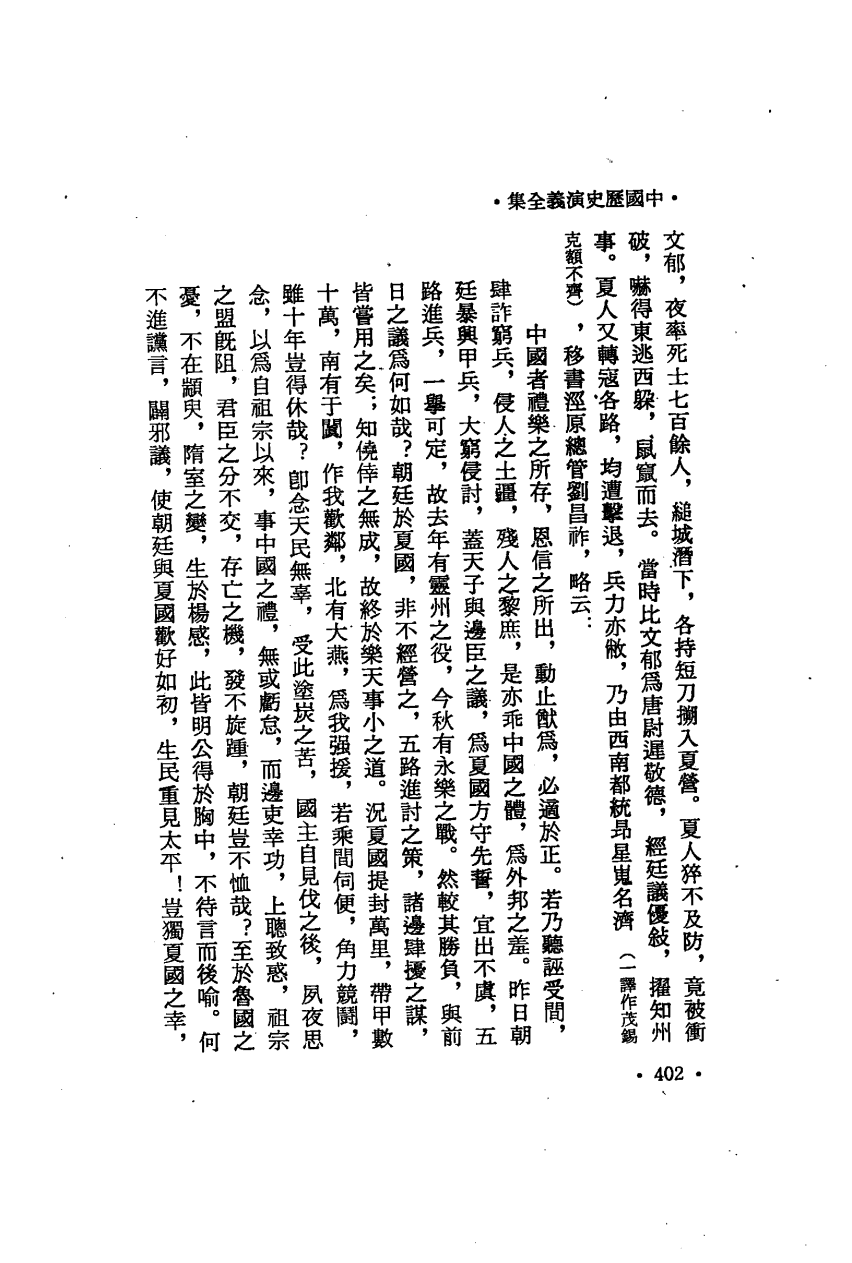 •中國歷史演義全集•
文郁，夜率死士七百餘人，縋城潛下，各持短刀搠入夏營。夏人猝不及防，竟被衝
破，嚇得東逃西躲，鼠竄而去。當時比文郁爲唐尉遲敬德，經廷議優敍，擢知州
事。夏人又轉寇各路，均遭擊退，兵力亦敝，乃由西南都統昻星嵬名濟（一譯作茂錫
克額不齊），移書涇原總管劉昌祚，略云：
中國者禮樂之所存，恩信之所出，動止猷爲，必適於正。若乃聽誣受間，
肆詐窮兵，侵人之土疆，殘人之黎庶，是亦乖中國之體，爲外邦之羞。昨日朝
廷暴興甲兵，大窮侵討，蓋天子與邊臣之議，爲夏國方守先誓，宜出不虞，五
路進兵，一擧可定，故去年有靈州之役，今秋有永樂之戰。然較其勝負，與前
日之議爲何如哉？朝廷於夏國，非不經營之，五路進討之策，諸邊肆擾之謀，
皆嘗用之矣；知僥倖之無成，故終於樂天事小之道。況夏國提封萬里，帶甲數
十萬，南有于闐，作我歡鄰，北有大燕，爲我强援，若乘間伺便，角力競鬪，
雖十年豈得休哉？卽念天民無辜，受此塗炭之苦，國主自見伐之後，夙夜思
念，以爲自祖宗以來，事中國之禮，無或虧怠，而邊吏幸功，上聰致惑，祖宗
之盟旣阻，君臣之分不交，存亡之機，發不旋踵，朝廷豈不恤哉？至於魯國之
憂，不在顓臾，隋室之變，生於楊感，此皆明公得於胸中，不待言而後喻。何
不進讜言，闢邪議，使朝廷與夏國歡好如初，生民重見太平！豈獨夏國之幸，
•402•